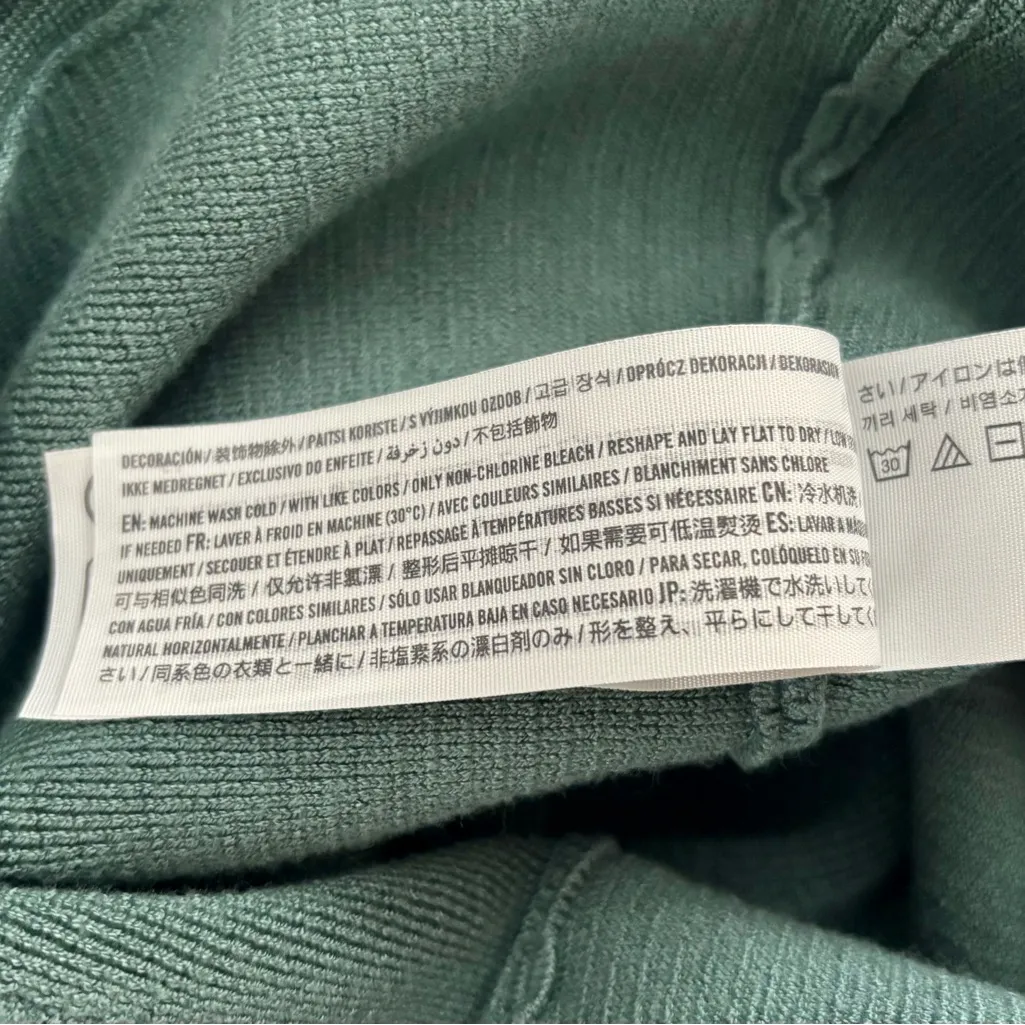 DECORACIÓN / 装飾物除外 / PAITSI KORISTE / S VÝJIMKOU OZDOB / 고급 장식 / OPRÓCZ DEKORACJI / DEKORASION
IKKE MEDREGNET / EXCLUSIVO DO ENFEITE / دون زخرفة / 不包括飾物
EN: MACHINE WASH COLD / WITH LIKE COLORS / ONLY NON-CHLORINE BLEACH / RESHAPE AND LAY FLAT TO DRY / LOW
IF NEEDED FR: LAVER À FROID EN MACHINE (30°C) / AVEC COULEURS SIMILAIRES / BLANCHIMENT SANS CHLORE
UNIQUEMENT / SECOUER ET ÉTENDRE À PLAT / REPASSAGE À TEMPÉRATURES BASSES SI NÉCESSAIRE CN: 冷水机洗
可与相似色同洗 / 仅允许非氯漂 / 整形后平摊晾干 / 如果需要可低温熨烫 ES: LAVAR A
CON AGUA FRÍA / CON COLORES SIMILARES / SÓLO USAR BLANQUEADOR SIN CLORO / PARA SECAR, COLÓQUELO EN SU
NATURAL HORIZONTALMENTE / PLANCHAR A TEMPERATURA BAJA EN CASO NECESARIO JP: 洗濯機で水洗いして
さい / 同系色の衣類と一緒に / 非塩素系の漂白剤のみ / 形を整え、平らにして干して
さい / アイロンは
끼리 세탁 / 비염소
30